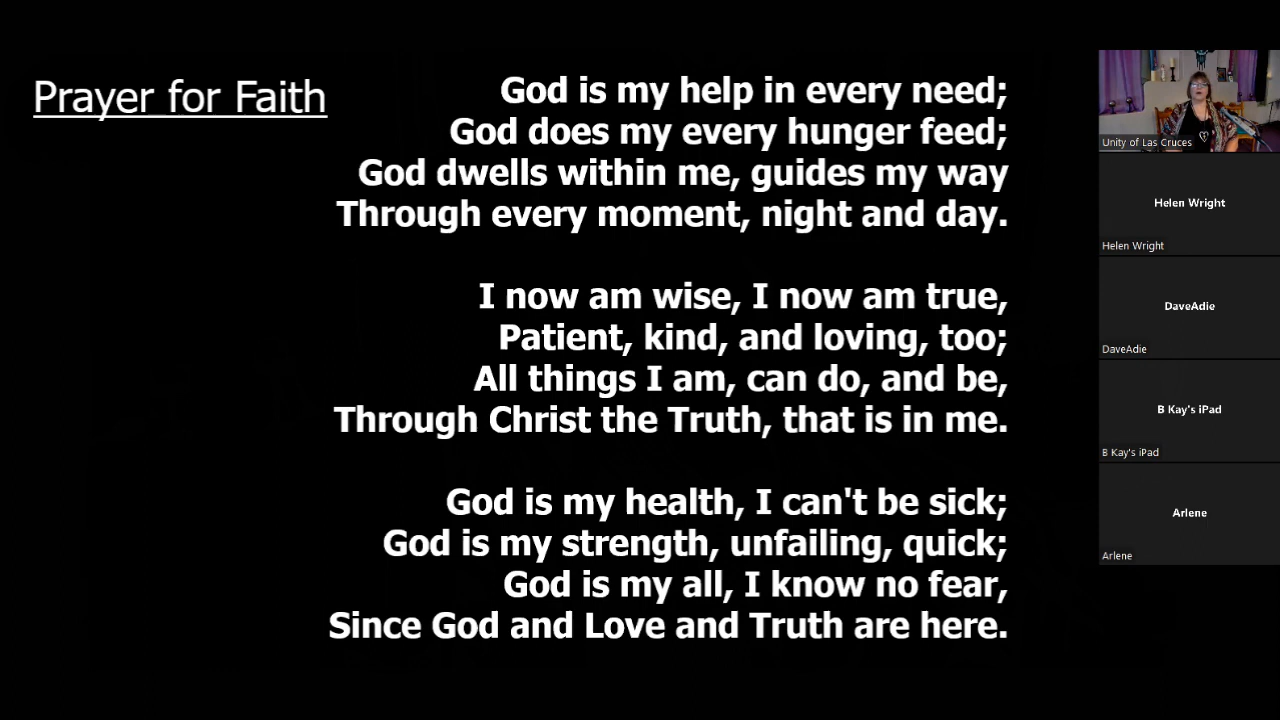 Prayer for Faith
God is my help in every need;
God does my every hunger feed;
God dwells within me, guides my way
Through every moment, night and day.
I now am wise, I now am true,
Patient, kind, and loving, too;
All things I am, can do, and be,
Through Christ the Truth, that is in me.
God is my health, I can't be sick;
God is my strength, unfailing, quick;
God is my all, I know no fear,
Since God and Love and Truth are here.
Unity of Las Cruces
Helen Wright
Helen Wright
DaveAdie
DaveAdie
B Kay's iPad
B Kay's iPad
Arlene
Arlene